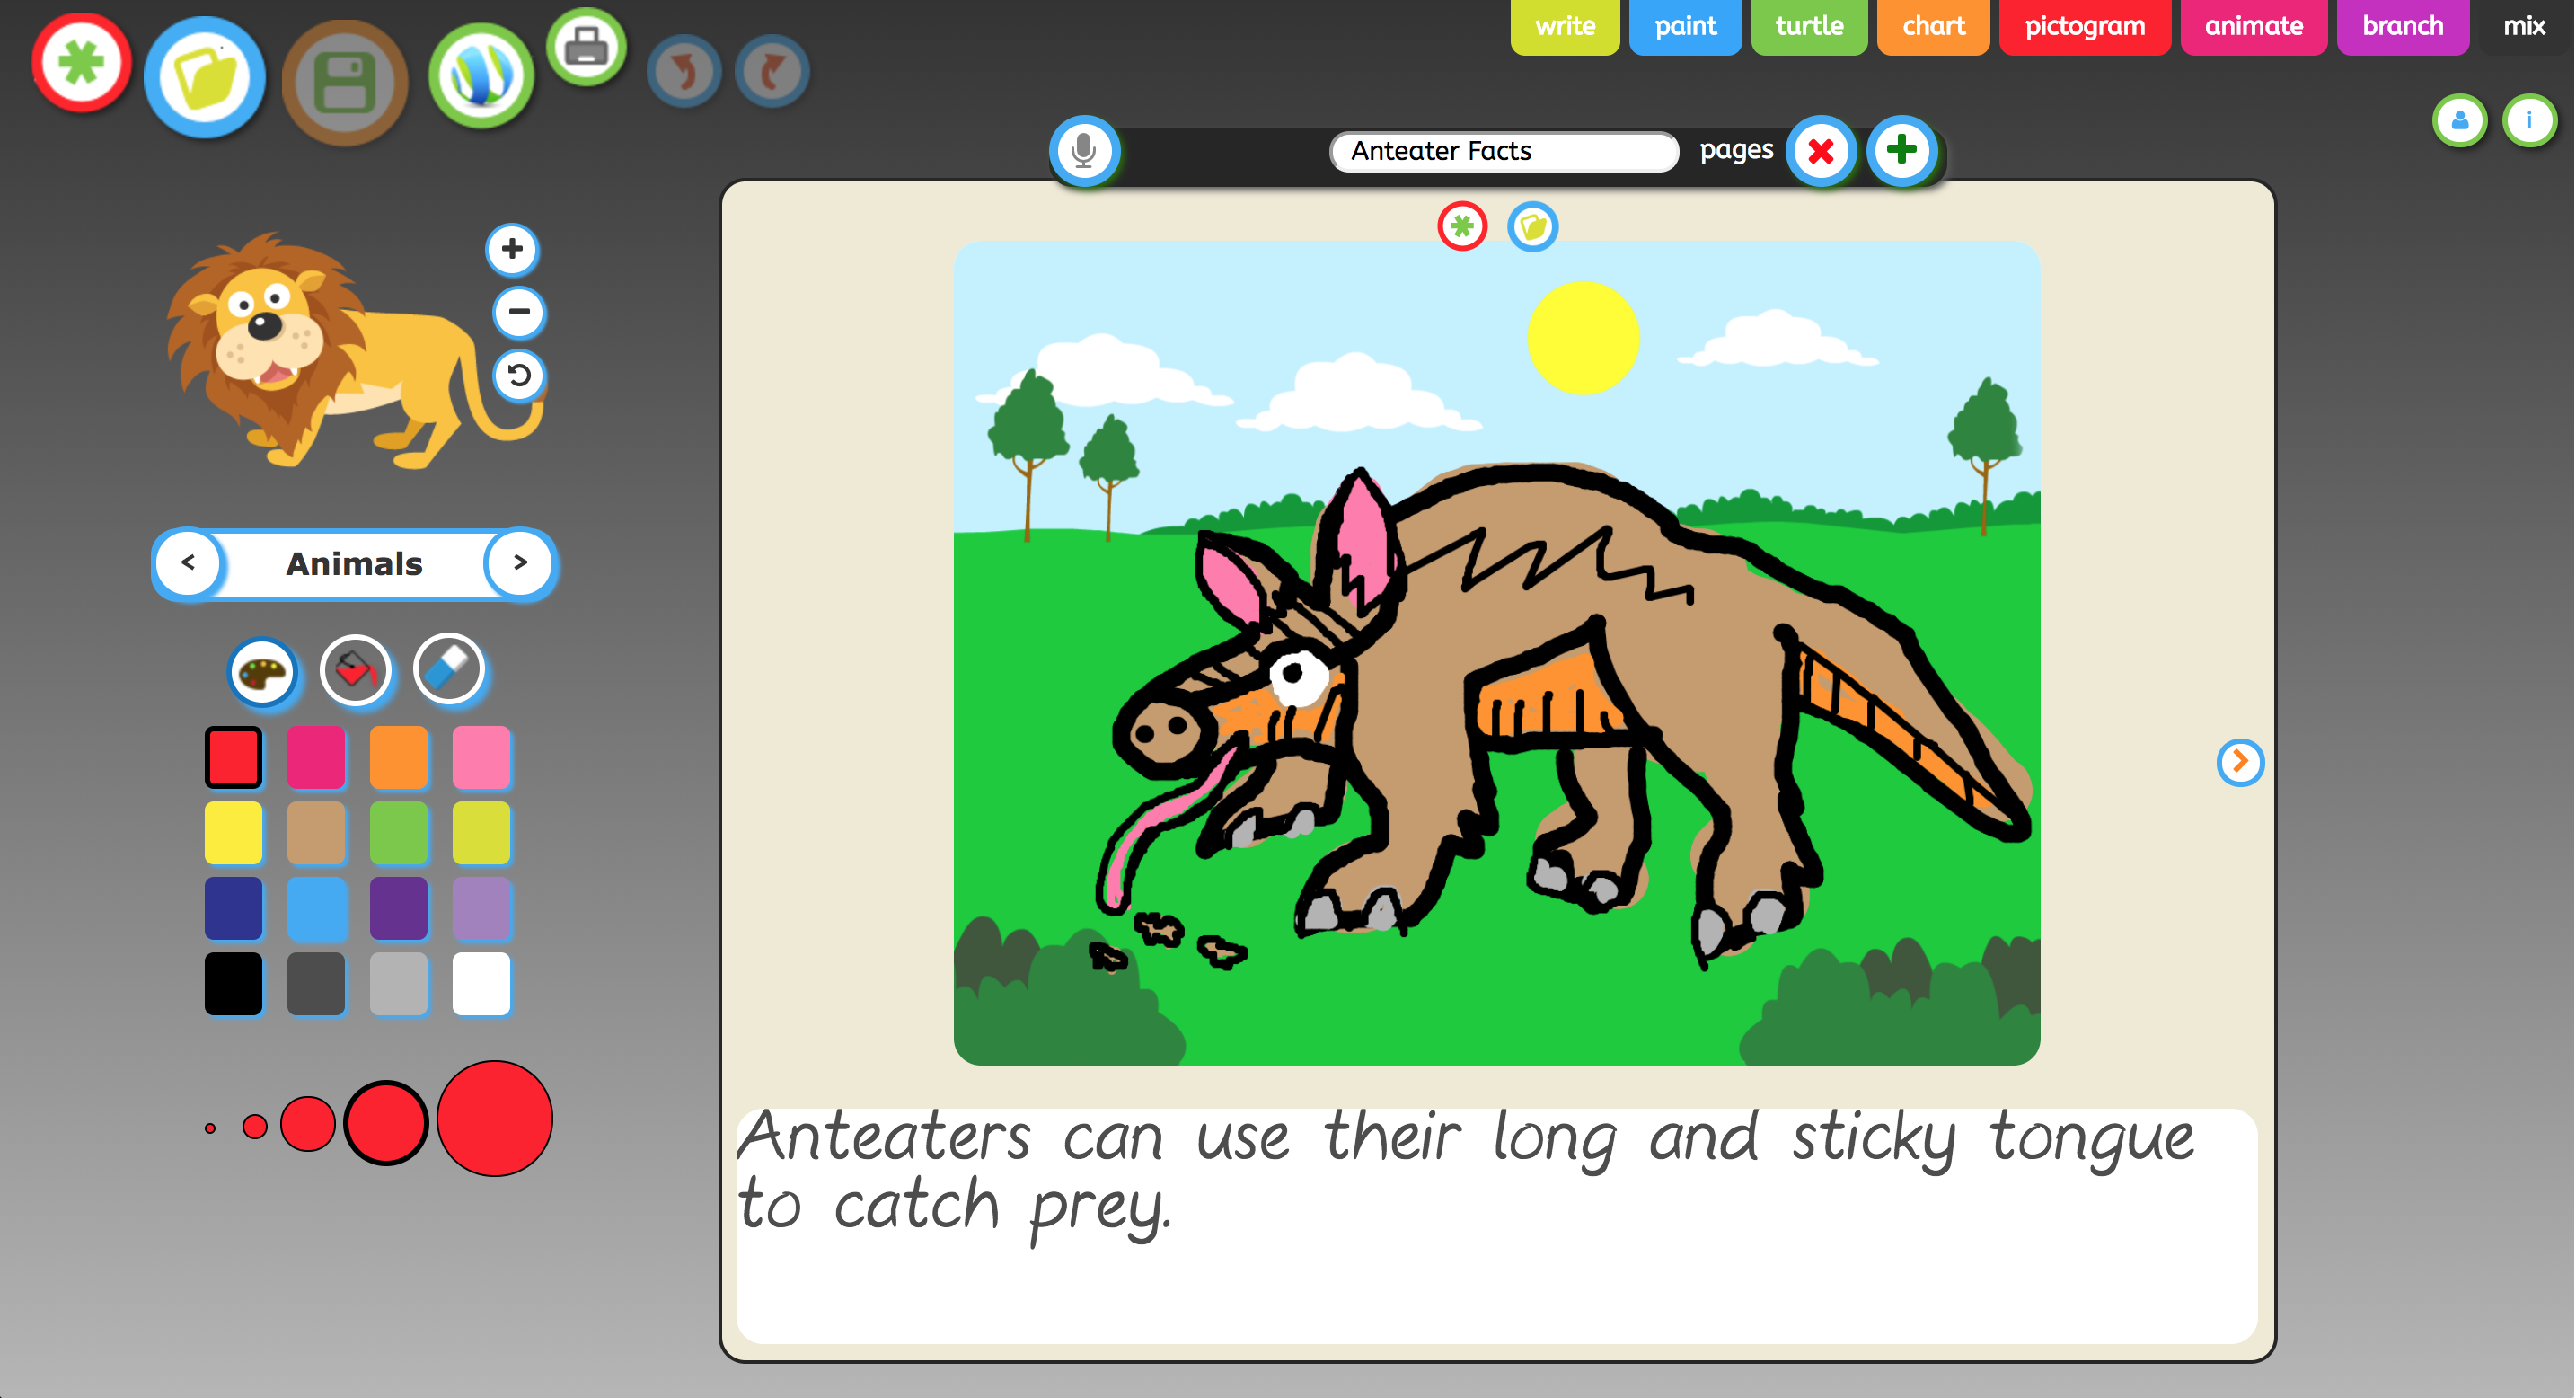 write paint turtle chart pictogram animate branch mix
i
Anteater Facts pages
< Animals >
Anteaters can use their long and sticky tongue
to catch prey.